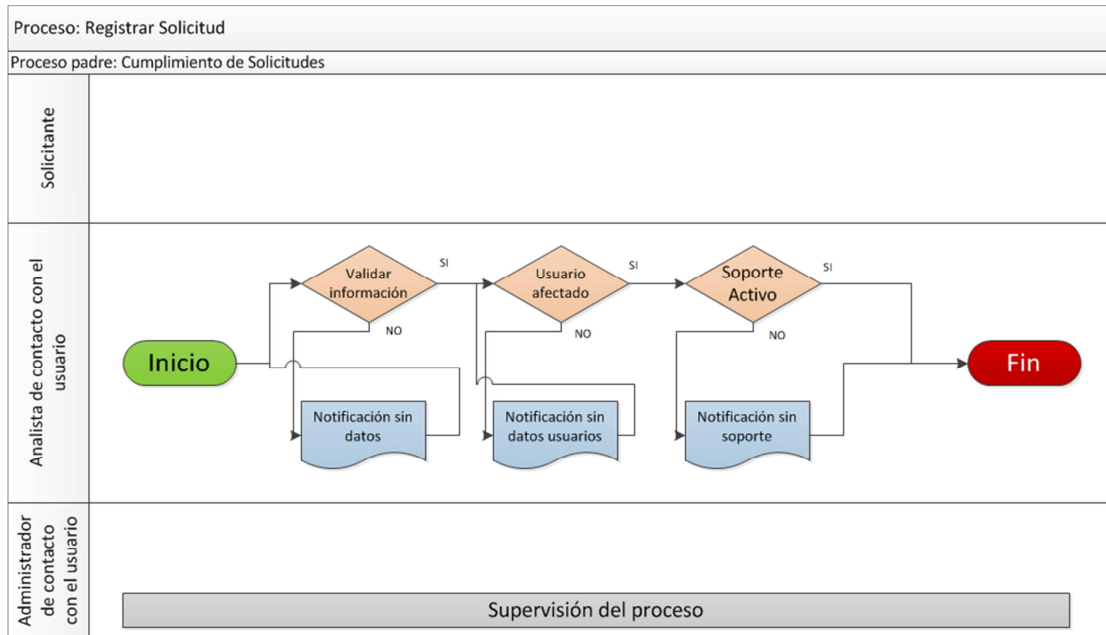 Proceso: Registrar Solicitud
Proceso padre: Cumplimiento de Solicitudes
Solicitante
Analista de contacto con el
usuario
Inicio
Validar
información
SI
NO
Notificación sin
datos
Usuario
afectado
SI
NO
Notificación sin
datos usuarios
Soporte
Activo
SI
NO
Notificación sin
soporte
Fin
Administrador
de contacto
con el usuario
Supervisión del proceso